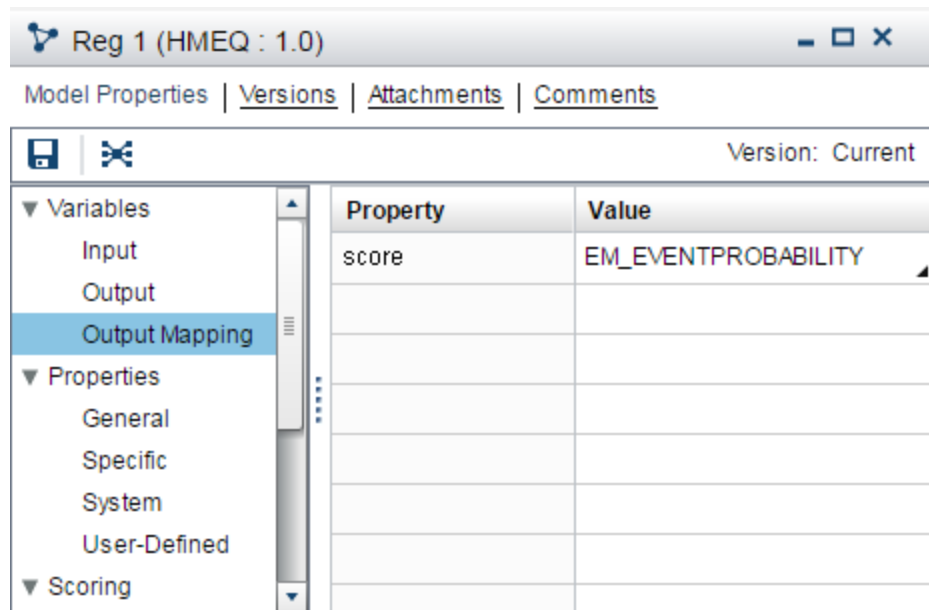 Reg 1 (HMEQ : 1.0)
Model Properties | Versions | Attachments | Comments
Version: Current
Variables
Input
Output
Output Mapping
Properties
General
Specific
System
User-Defined
Scoring
Property Value
score EM_EVENTPROBABILITY